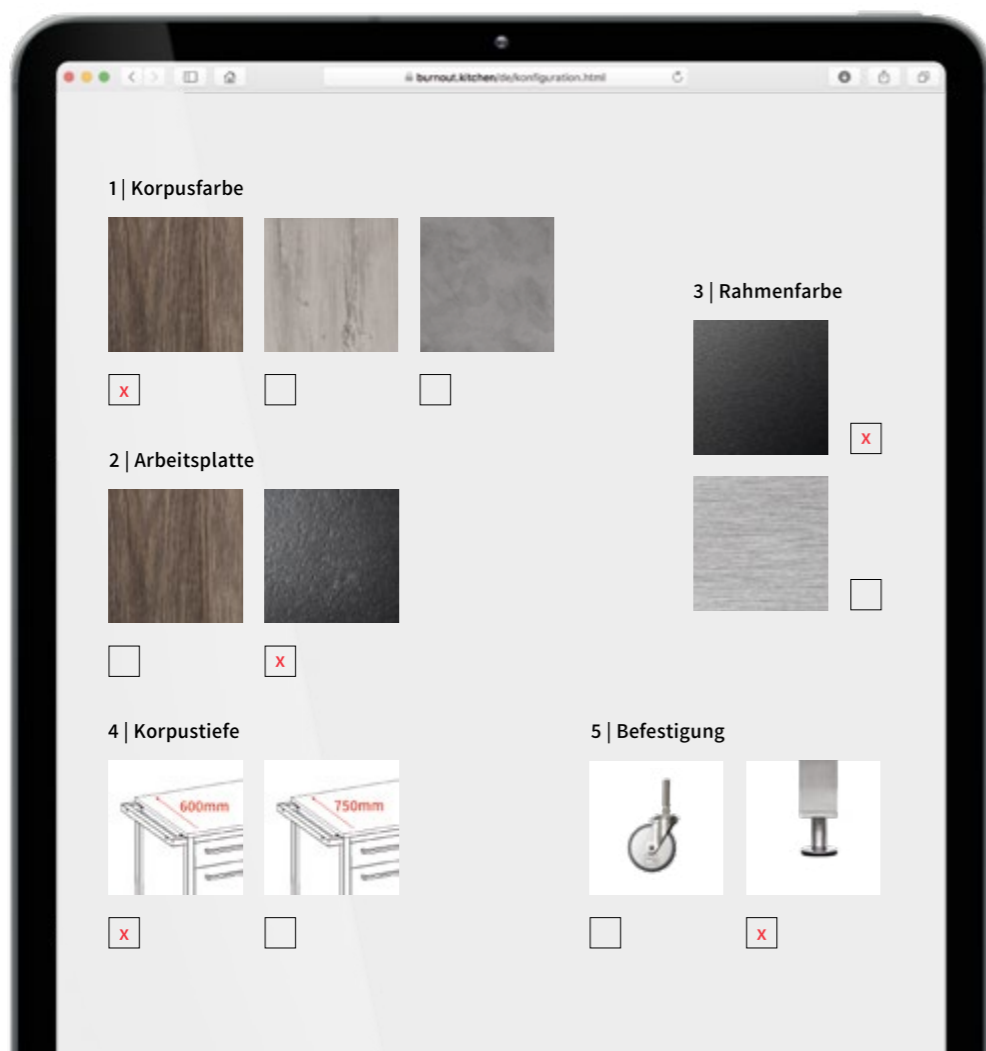 burnout.kitchen/de/konfiguration.html
1 | Korpusfarbe
X
3 | Rahmenfarbe
X
2 | Arbeitsplatte
X
4 | Korpustiefe
600mm
750mm
X
5 | Befestigung
X